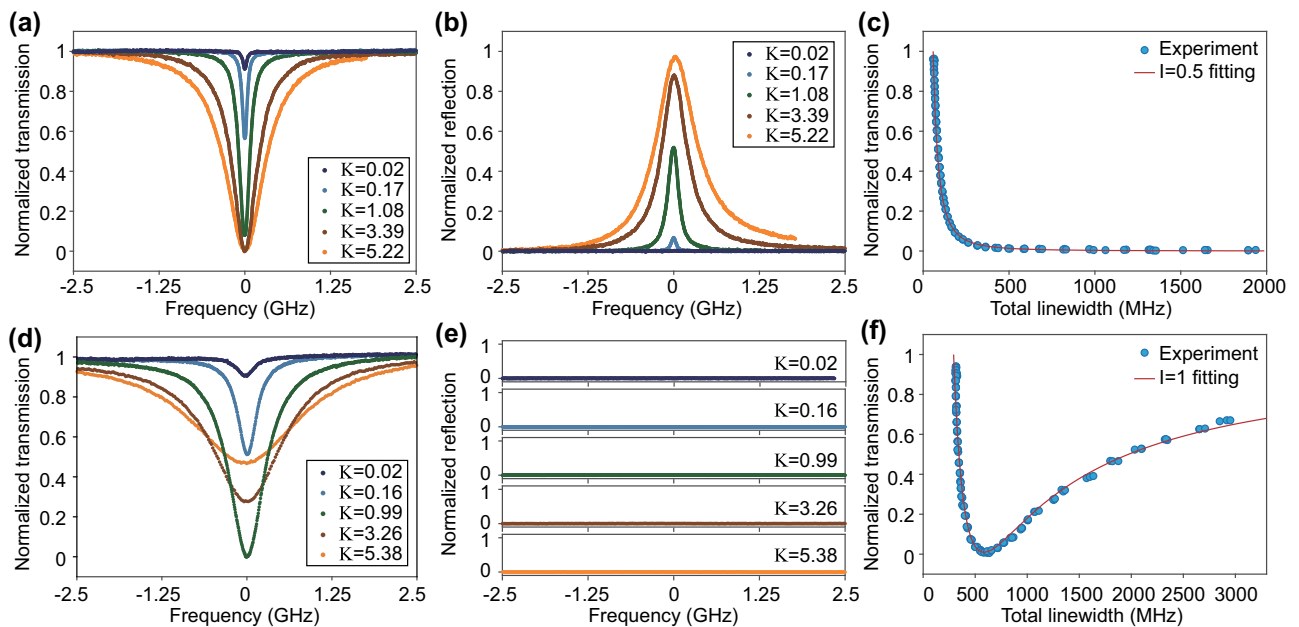 (a)
Normalized transmission
1
0.8
0.6
0.4
0.2
0
K=0.02
K=0.17
K=1.08
K=3.39
K=5.22
-2.5 -1.25 0 1.25 2.5
Frequency (GHz)
(b)
Normalized reflection
1
0.8
0.6
0.4
0.2
0
K=0.02
K=0.17
K=1.08
K=3.39
K=5.22
-2.5 -1.25 0 1.25 2.5
Frequency (GHz)
(c)
Normalized transmission
1
0.8
0.6
0.4
0.2
0
Experiment
I=0.5 fitting
0 500 1000 1500 2000
Total linewidth (MHz)
(d)
Normalized transmission
1
0.8
0.6
0.4
0.2
0
K=0.02
K=0.16
K=0.99
K=3.26
K=5.38
-2.5 -1.25 0 1.25 2.5
Frequency (GHz)
(e)
Normalized reflection
1
0
K=0.02
1
0
K=0.16
1
0
K=0.99
1
0
K=3.26
1
0
K=5.38
-2.5 -1.25 0 1.25 2.5
Frequency (GHz)
(f)
Normalized transmission
1
0.8
0.6
0.4
0.2
0
Experiment
I=1 fitting
0 500 1000 1500 2000 2500 3000
Total linewidth (MHz)